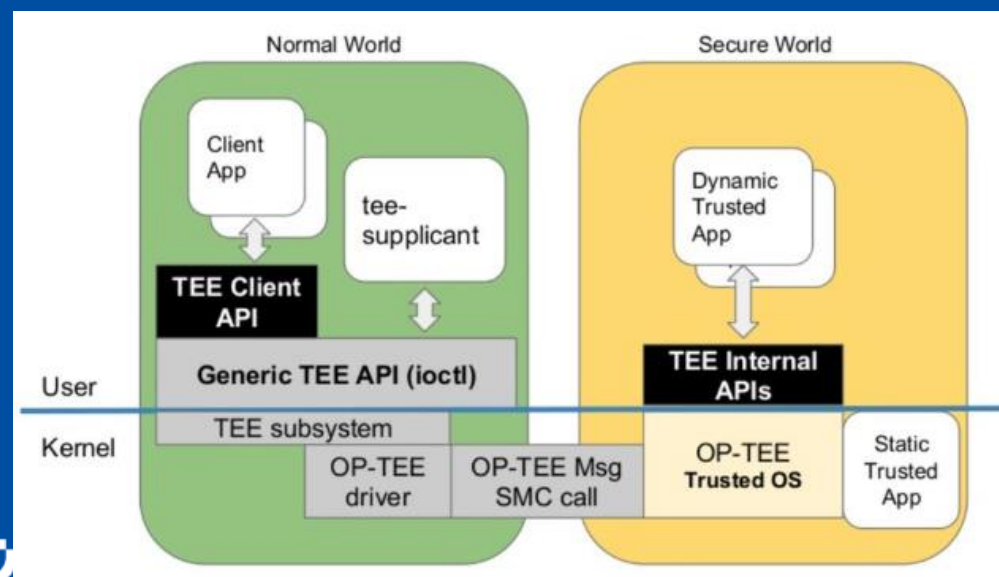 Normal World
Secure World
Client
App
tee-
supplicant
Dynamic
Trusted
App
TEE Client
API
Generic TEE API (ioctl)
TEE Internal
APIs
User
Kernel
TEE subsystem
OP-TEE
driver
OP-TEE Msg
SMC call
OP-TEE
Trusted OS
Static
Trusted
App